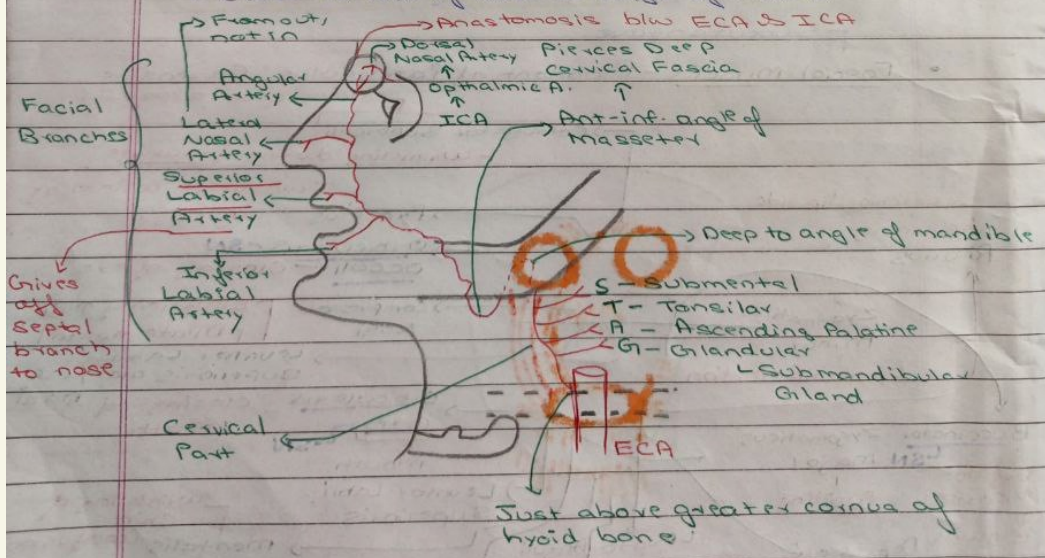 From out,
not in
Anastomosis b/w ECA & ICA
Dorsal
Nasal Artery
Opthalmic A.
ICA
Pierces Deep
cervical Fascia
Ant-inf. angle of
Masseter
Facial
Branches
Angular
Artery
Lateral
Nasal
Artery
Superior
Labial
Artery
Inferior
Labial
Artery
Gives
off
septal
branch
to nose
Deep to angle of mandible
S - Submental
T - Tonsilar
A - Ascending Palatine
G - Glandular
Submandibular
Gland
Cervical
Part
ECA
Just above greater cornua of
hyoid bone